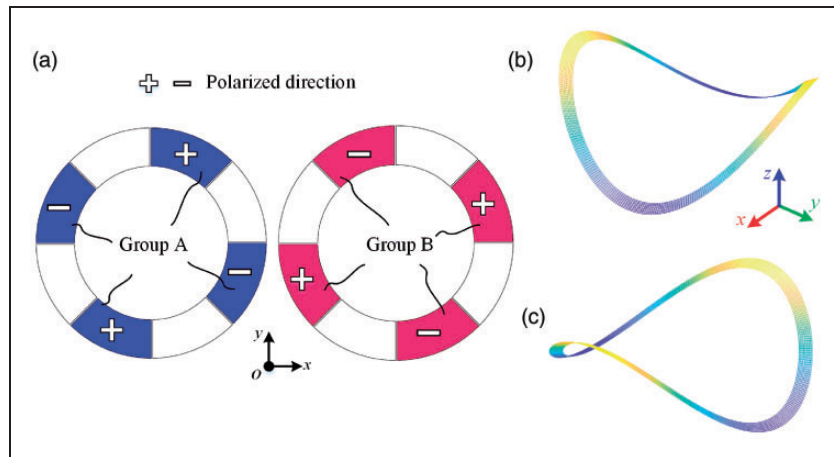 (a)
+ − Polarized direction
+
−
Group A
−
+
−
+
Group B
+
−
y
o
x
(b)
z
x
y
(c)